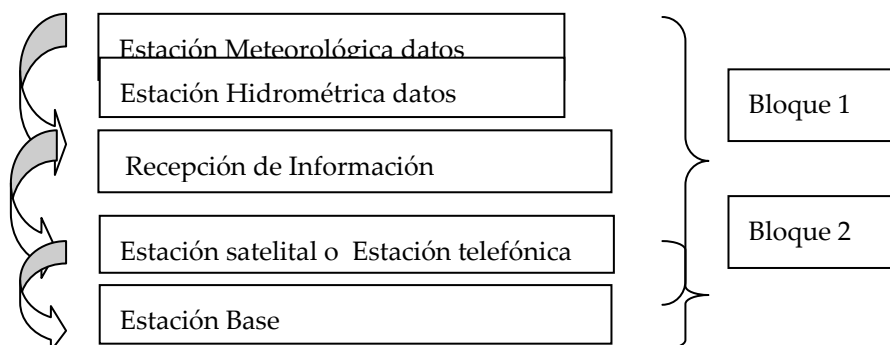 Estación Meteorológica datos
Estación Hidrométrica datos
Bloque 1
Recepción de Información
Bloque 2
Estación satelital o Estación telefónica
Estación Base